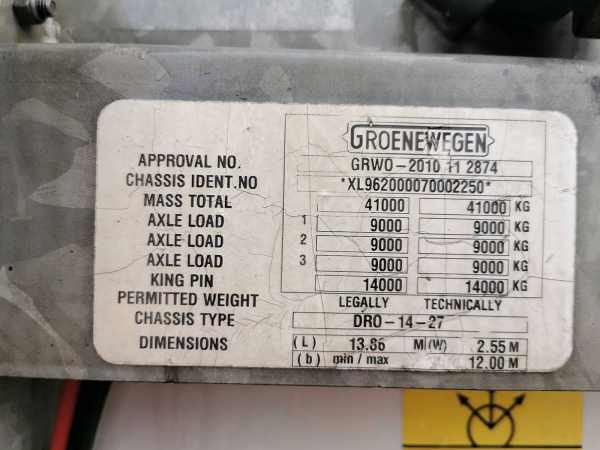 GROENEWEGEN
APPROVAL NO. GRWO-2010 11 2874
CHASSIS IDENT.NO *XL962000070002250*
MASS TOTAL 41000 41000 KG
AXLE LOAD 1 9000 9000 KG
AXLE LOAD 2 9000 9000 KG
AXLE LOAD 3 9000 9000 KG
KING PIN 14000 14000 KG
PERMITTED WEIGHT LEGALLY TECHNICALLY
CHASSIS TYPE DRO-14-27
DIMENSIONS (L) 13.86 M(W) 2.55 M
(b) min / max 12.00 M